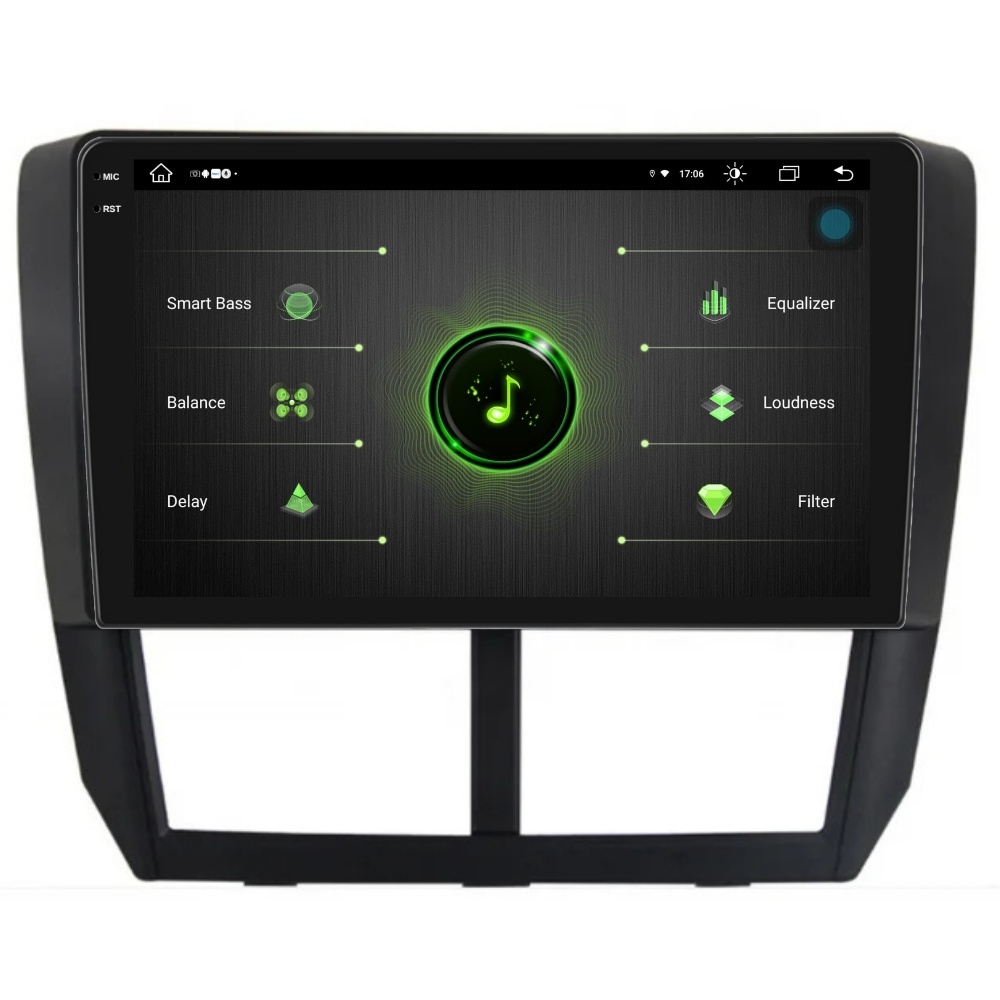 MIC
17:06
RST
Smart Bass
Equalizer
Balance
Loudness
Delay
Filter